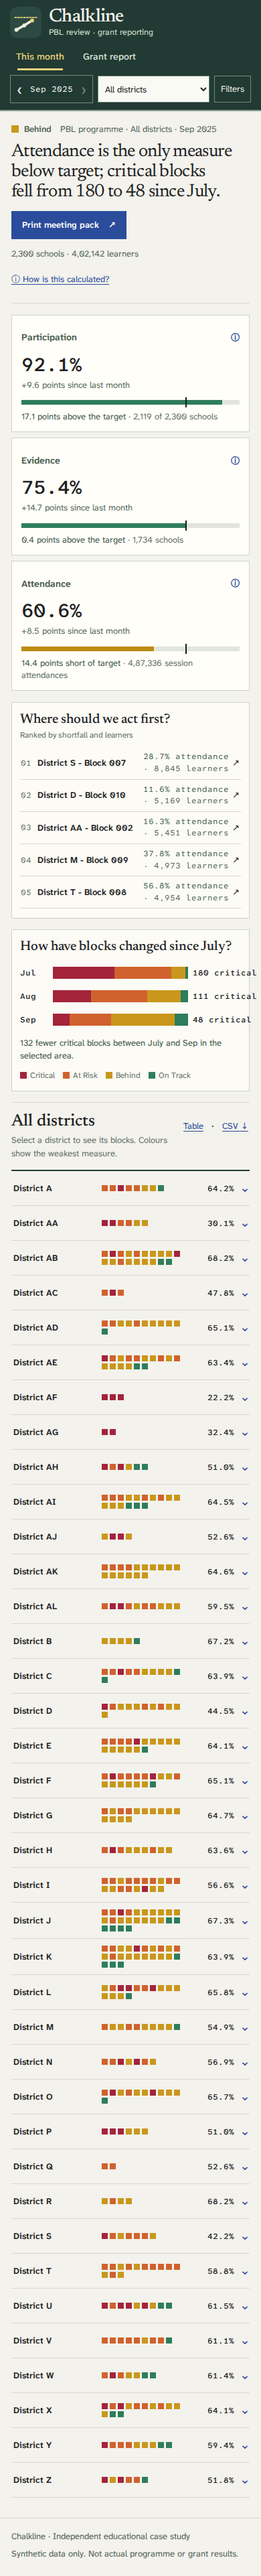 Chalkline
PBL review · grant reporting
This month Grant report
‹ Sep 2025 › All districts Filters
Behind PBL programme · All districts · Sep 2025
Attendance is the only measure
below target; critical blocks
fell from 180 to 48 since July.
Print meeting pack ↗
2,300 schools · 4,02,142 learners
ⓘ How is this calculated?
Participation ⓘ
92.1%
+9.6 points since last month
17.1 points above the target · 2,119 of 2,300 schools
Evidence ⓘ
75.4%
+14.7 points since last month
0.4 points above the target · 1,734 schools
Attendance ⓘ
60.6%
+8.5 points since last month
14.4 points short of target · 4,87,336 session
attendances
Where should we act first?
Ranked by shortfall and learners
01 District S - Block 007 28.7% attendance
· 8,845 learners ↗
02 District D - Block 010 11.6% attendance
· 5,169 learners ↗
03 District AA - Block 002 16.3% attendance
· 5,451 learners ↗
04 District M - Block 009 37.8% attendance
· 4,973 learners ↗
05 District T - Block 008 56.8% attendance
· 4,954 learners ↗
How have blocks changed since July?
Jul 180 critical
Aug 111 critical
Sep 48 critical
132 fewer critical blocks between July and Sep in the
selected area.
Critical At Risk Behind On Track
All districts Table · CSV ↓
Select a district to see its blocks. Colours
show the weakest measure.
District A 64.2%
District AA 30.1%
District AB 68.2%
District AC 47.8%
District AD 65.1%
District AE 63.4%
District AF 22.2%
District AG 32.4%
District AH 51.0%
District AI 64.5%
District AJ 52.6%
District AK 64.6%
District AL 59.5%
District B 67.2%
District C 63.9%
District D 44.5%
District E 64.1%
District F 65.1%
District G 64.7%
District H 63.6%
District I 56.6%
District J 67.3%
District K 63.9%
District L 65.8%
District M 54.9%
District N 56.9%
District O 65.7%
District P 51.0%
District Q 52.6%
District R 68.2%
District S 42.2%
District T 58.8%
District U 61.5%
District V 61.1%
District W 61.4%
District X 64.1%
District Y 59.4%
District Z 51.8%
Chalkline · Independent educational case study
Synthetic data only. Not actual programme or grant results.